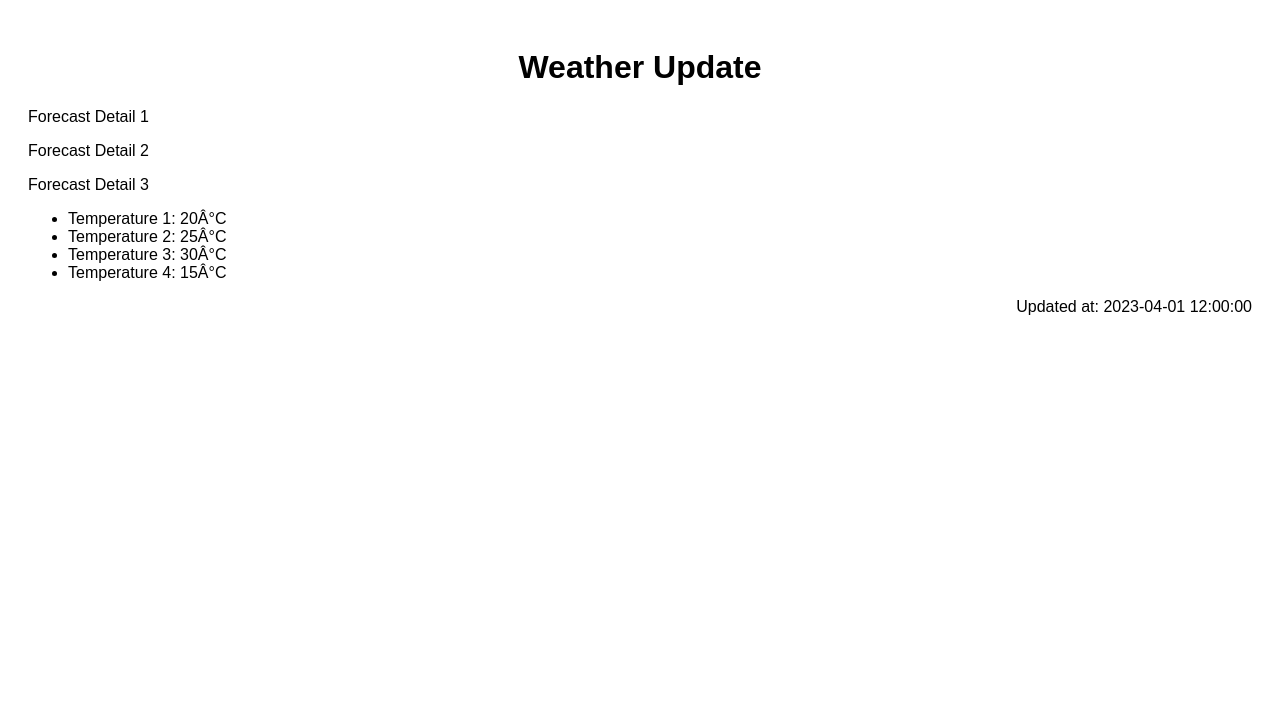 Weather Update
Forecast Detail 1
Forecast Detail 2
Forecast Detail 3
Temperature 1: 20Â°C
Temperature 2: 25Â°C
Temperature 3: 30Â°C
Temperature 4: 15Â°C
Updated at: 2023-04-01 12:00:00